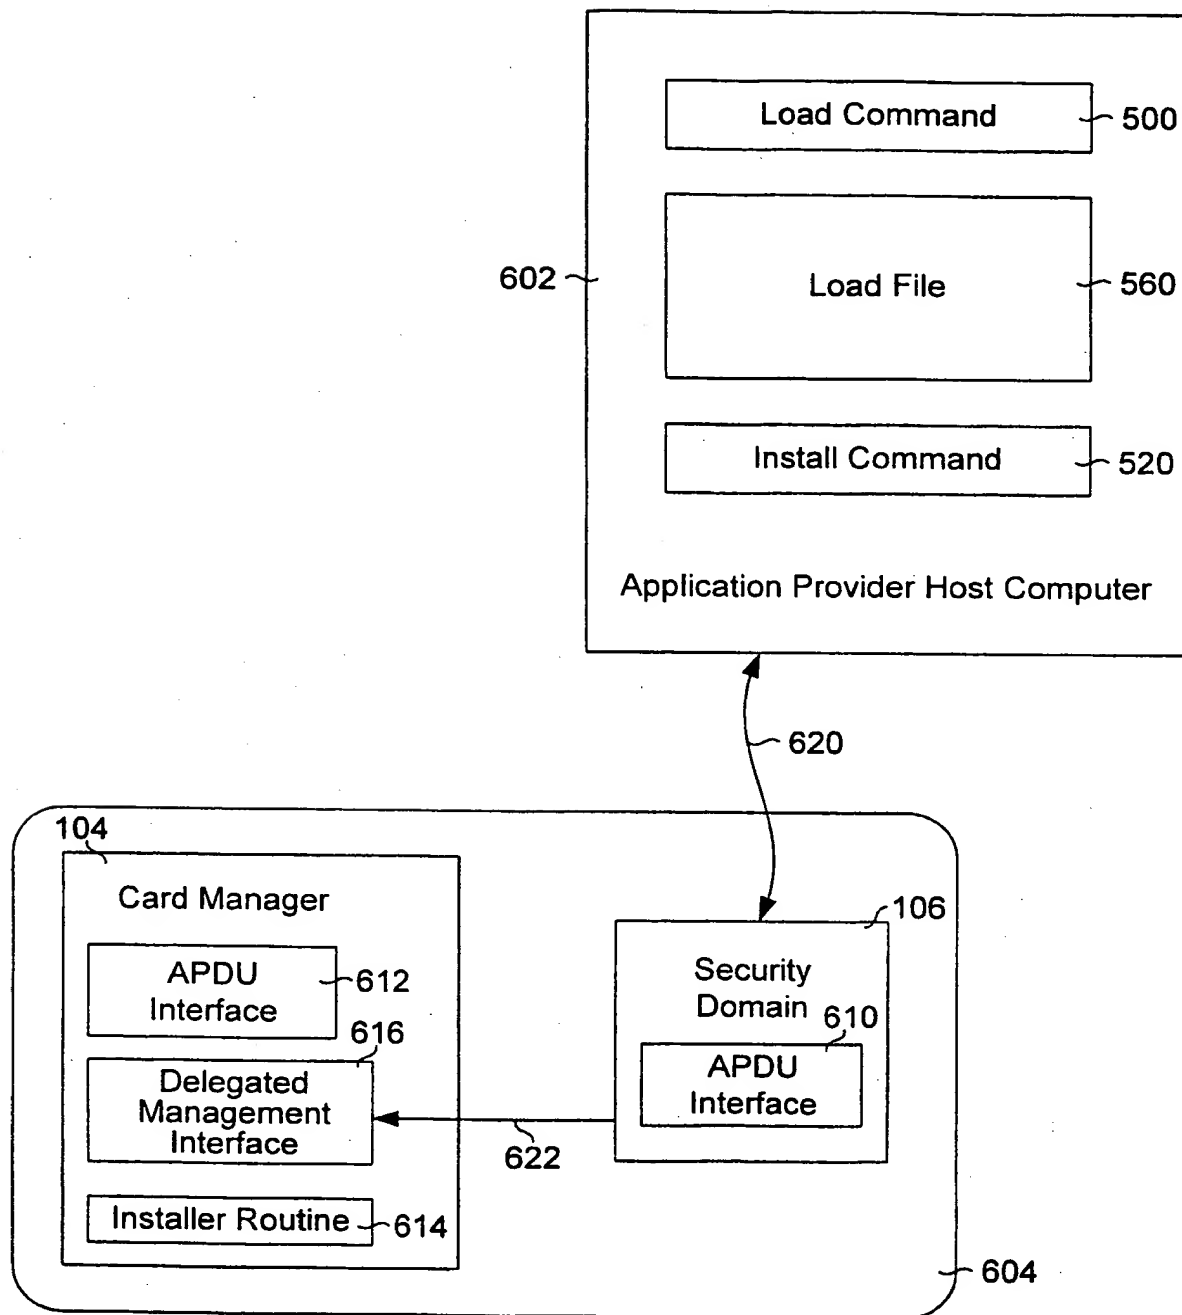 Load Command
500
602
Load File
560
Install Command
520
Application Provider Host Computer
620
104
Card Manager
106
APDU
Interface
612
Security
Domain
616
610
Delegated
Management
Interface
APDU
Interface
622
Installer Routine
614
604